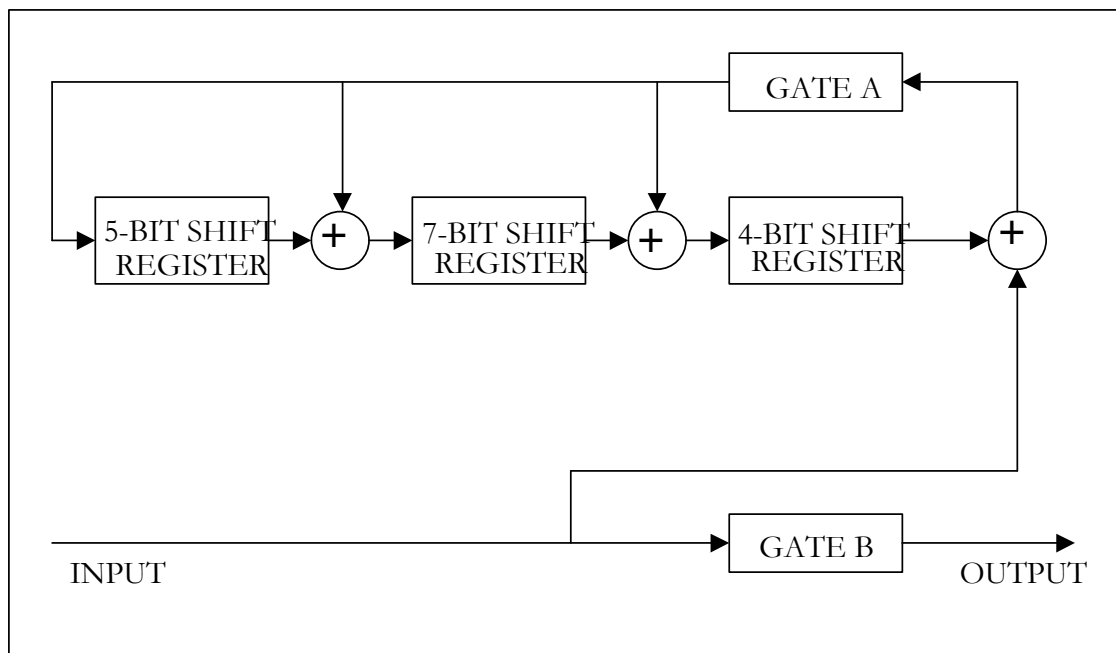 GATE A
5-BIT SHIFT
REGISTER
+
7-BIT SHIFT
REGISTER
+
4-BIT SHIFT
REGISTER
+
GATE B
INPUT
OUTPUT